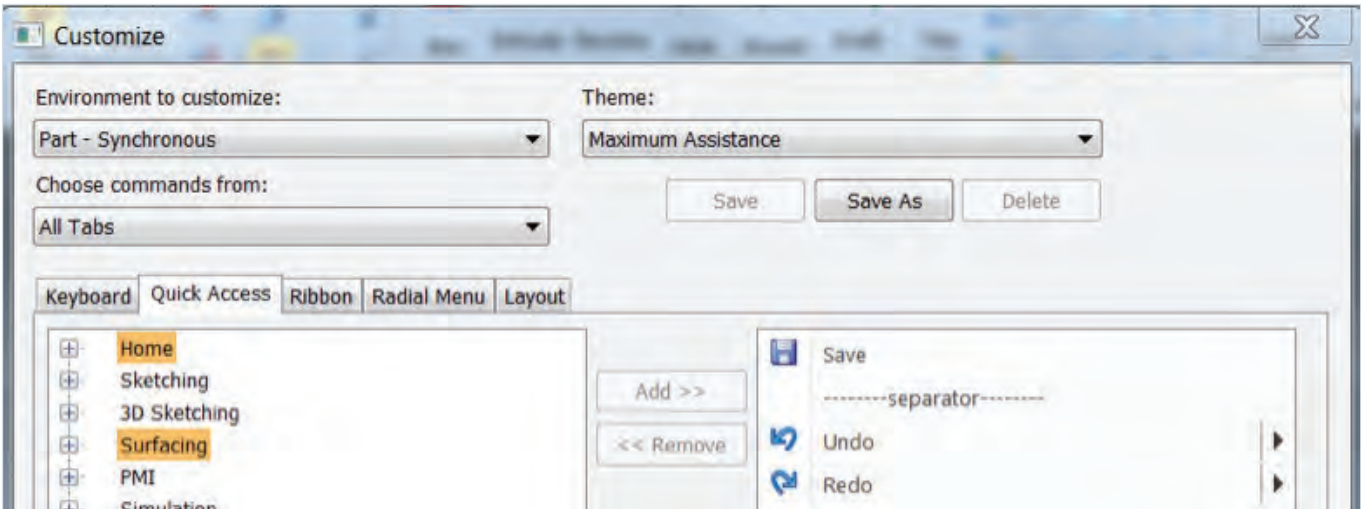 Customize
Environment to customize:
Theme:
Part - Synchronous
Maximum Assistance
Choose commands from:
Save
Save As
Delete
All Tabs
Keyboard
Quick Access
Ribbon
Radial Menu
Layout
Home
Sketching
3D Sketching
Surfacing
PMI
Simulation
Add >>
<< Remove
Save
--------separator--------
Undo
Redo